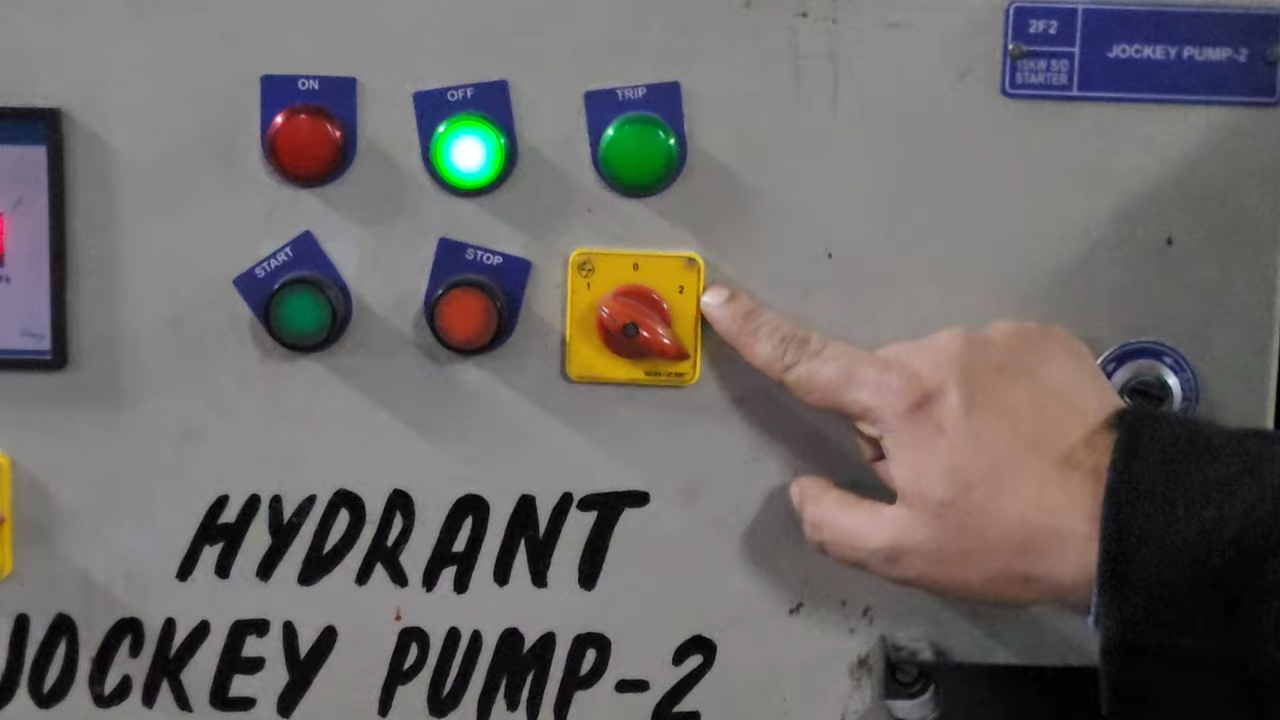 2F2
JOCKEY PUMP-2
15KW S/D
STARTER
ON
OFF
TRIP
START
STOP
0
1
2
HYDRANT
JOCKEY PUMP-2